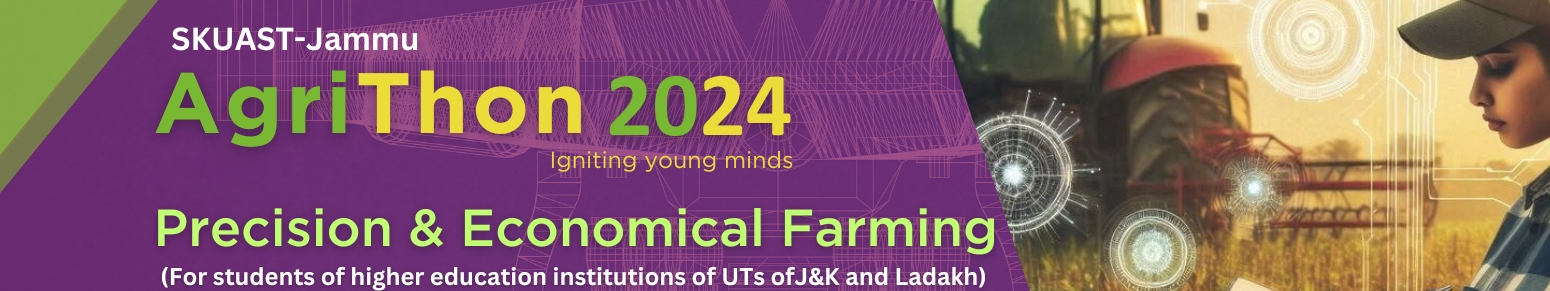 SKUAST-Jammu
AgriThon 2024
Igniting young minds
Precision & Economical Farming
(For students of higher education institutions of UTs ofJ&K and Ladakh)